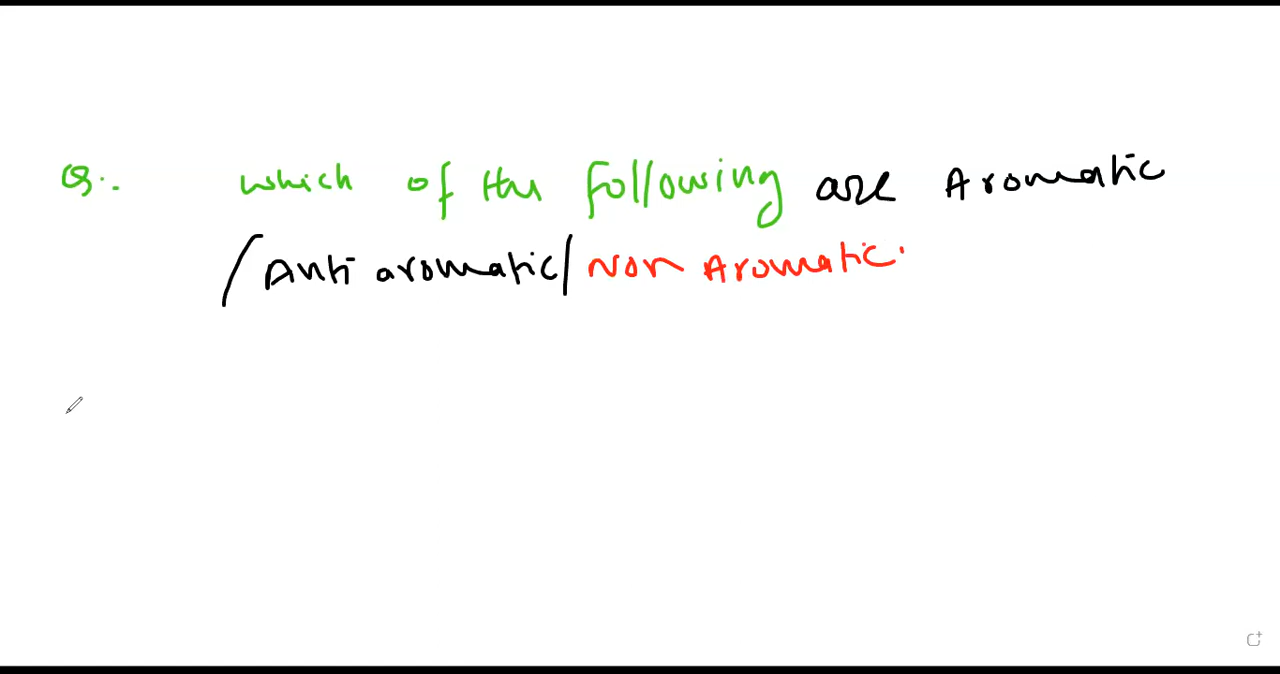 Q:. which of the following are Aromatic
/Anti aromatic/Non Aromatic.